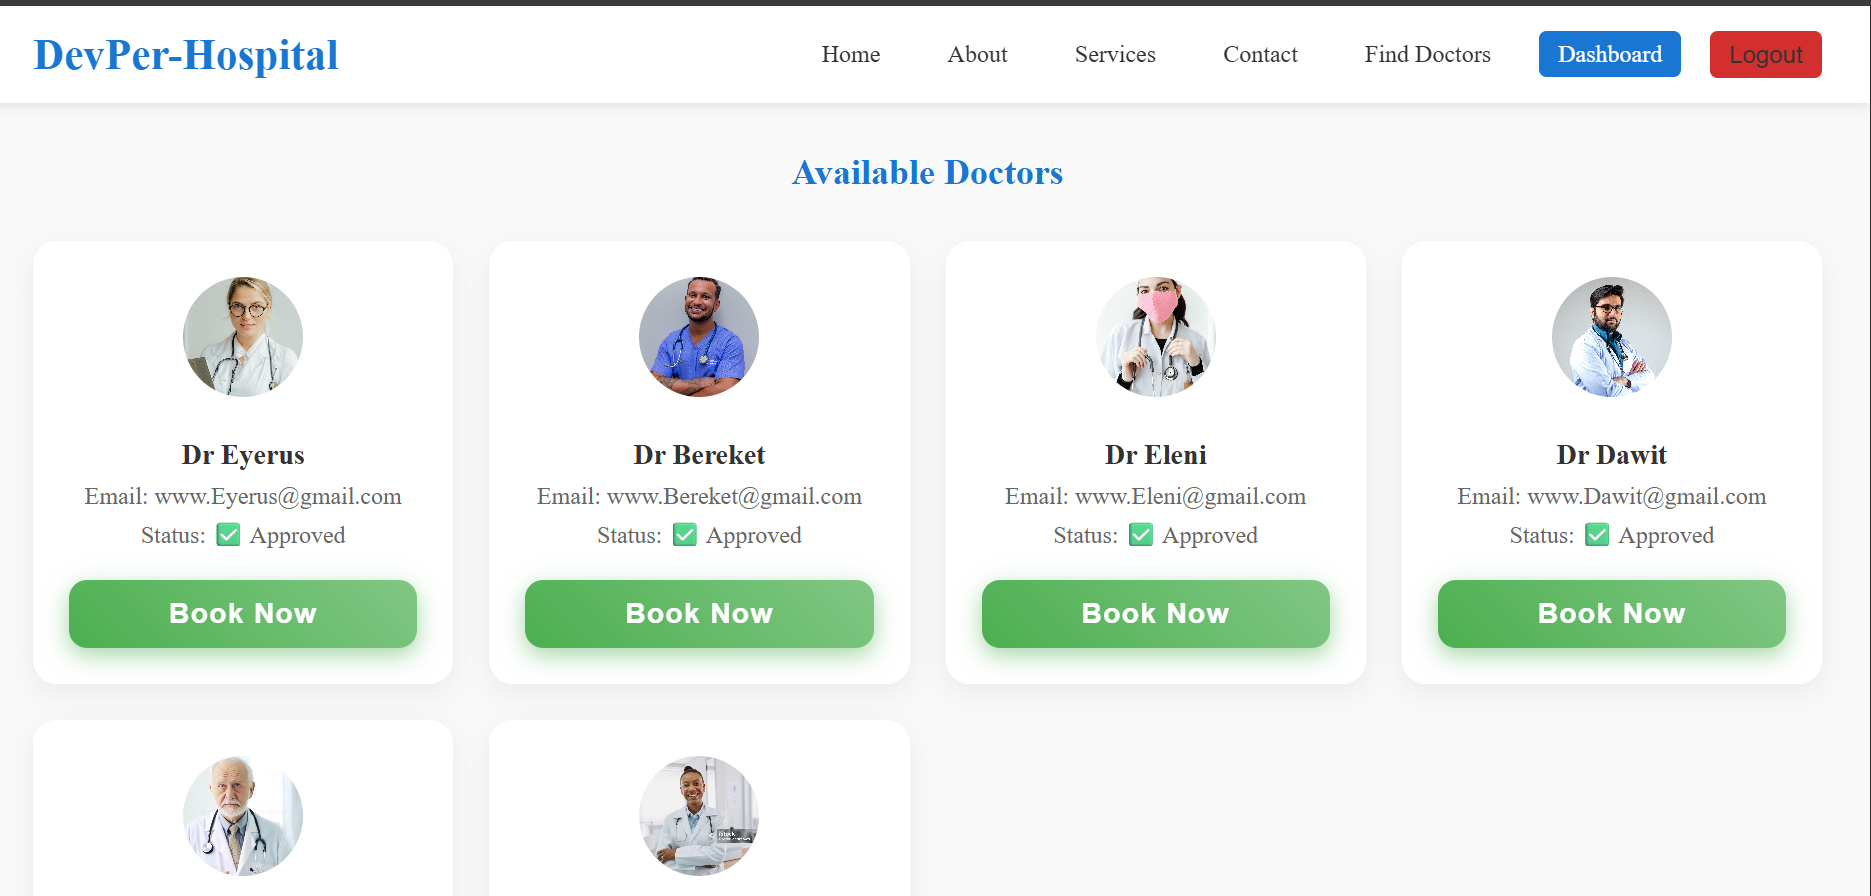 DevPer-Hospital
Home About Services Contact Find Doctors Dashboard Logout
Available Doctors
Dr Eyerus
Email: www.Eyerus@gmail.com
Status: ✅ Approved
Book Now
Dr Bereket
Email: www.Bereket@gmail.com
Status: ✅ Approved
Book Now
Dr Eleni
Email: www.Eleni@gmail.com
Status: ✅ Approved
Book Now
Dr Dawit
Email: www.Dawit@gmail.com
Status: ✅ Approved
Book Now
iStock